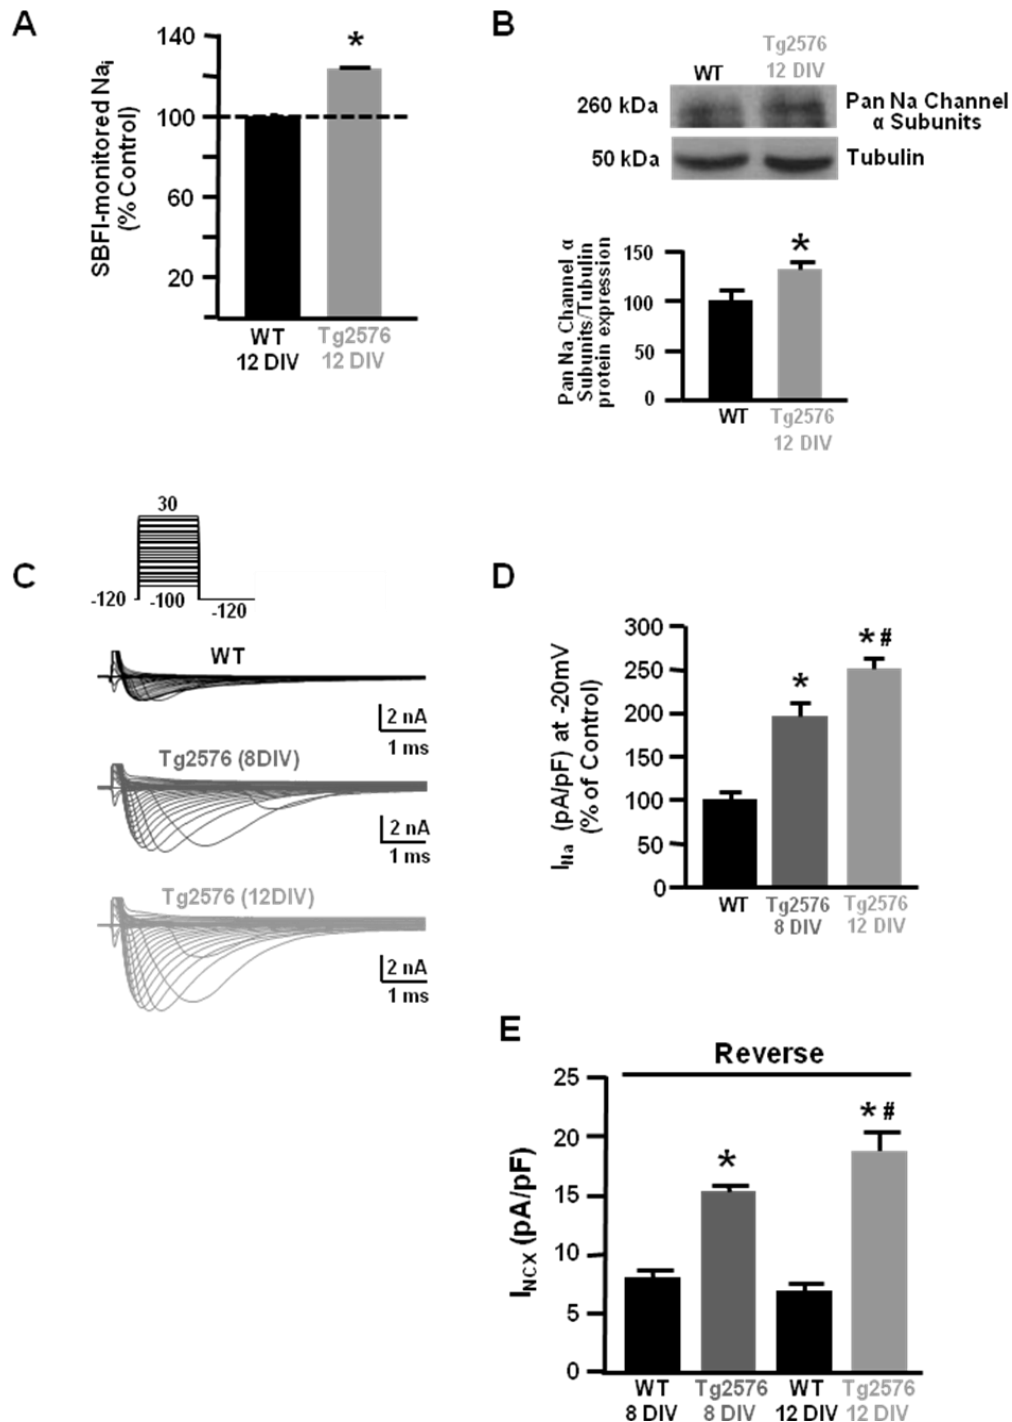 A
SBFI-monitored Nai
(% Control)
140
100
60
20
*
WT
12 DIV
Tg2576
12 DIV
B
WT
Tg2576
12 DIV
260 kDa
Pan Na Channel
α Subunits
50 kDa
Tubulin
Pan Na Channel α
Subunits/Tubulin
protein expression
150
100
50
0
*
WT
Tg2576
12 DIV
C
30
-120
-100
-120
WT
2 nA
1 ms
Tg2576 (8DIV)
2 nA
1 ms
Tg2576 (12DIV)
2 nA
1 ms
D
INa (pA/pF) at -20mV
(% of Control)
300
250
200
150
100
50
0
*
*#
WT
Tg2576
8 DIV
Tg2576
12 DIV
E
Reverse
INCX (pA/pF)
25
20
15
10
5
0
*
*#
WT
8 DIV
Tg2576
8 DIV
WT
12 DIV
Tg2576
12 DIV